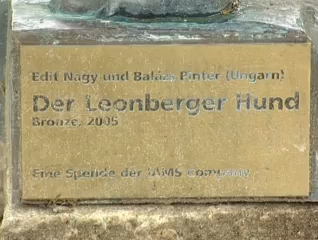 Edit Nagy und Balázs Pinter (Ungarn)
Der Leonberger Hund
Bronze, 2005
Eine Spende der IAMS Company